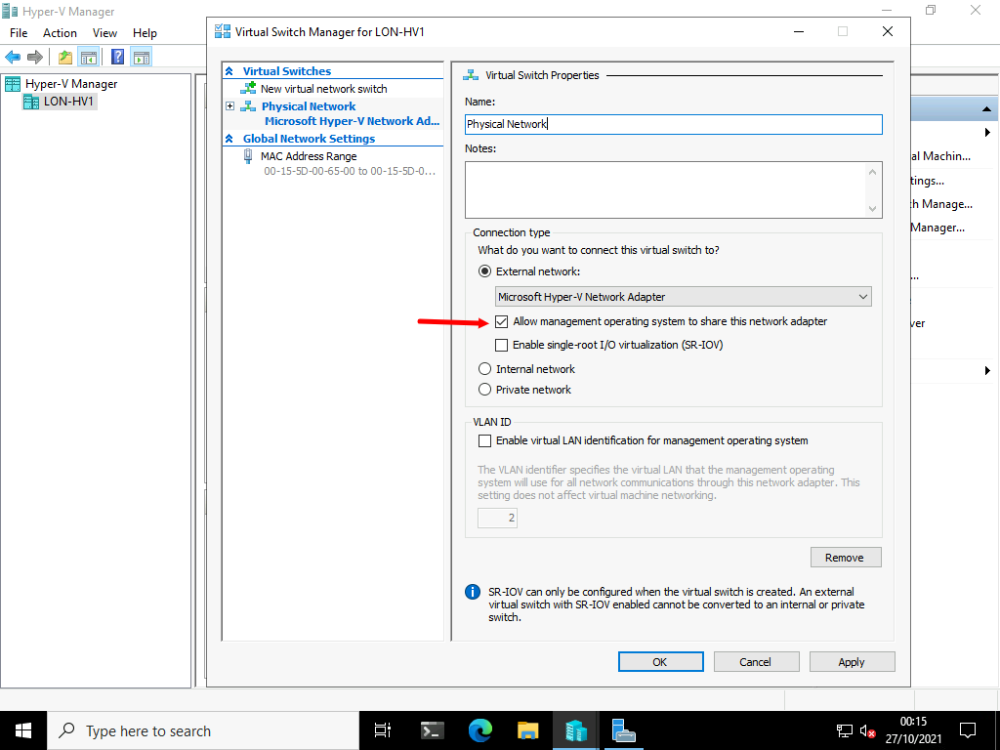 Hyper-V Manager
File Action View Help
Hyper-V Manager
LON-HV1
Virtual Switch Manager for LON-HV1
Virtual Switches
New virtual network switch
Physical Network
Microsoft Hyper-V Network Ad...
Global Network Settings
MAC Address Range
00-15-5D-00-65-00 to 00-15-5D-0...
Virtual Switch Properties
Name:
Physical Network
Notes:
Connection type
What do you want to connect this virtual switch to?
External network:
Microsoft Hyper-V Network Adapter
Allow management operating system to share this network adapter
Enable single-root I/O virtualization (SR-IOV)
Internal network
Private network
VLAN ID
Enable virtual LAN identification for management operating system
The VLAN identifier specifies the virtual LAN that the management operating
system will use for all network communications through this network adapter. This
setting does not affect virtual machine networking.
2
Remove
SR-IOV can only be configured when the virtual switch is created. An external
virtual switch with SR-IOV enabled cannot be converted to an internal or private
switch.
OK Cancel Apply
al Machin...
tings...
h Manage...
Manager...
...
ver
Type here to search
00:15
27/10/2021